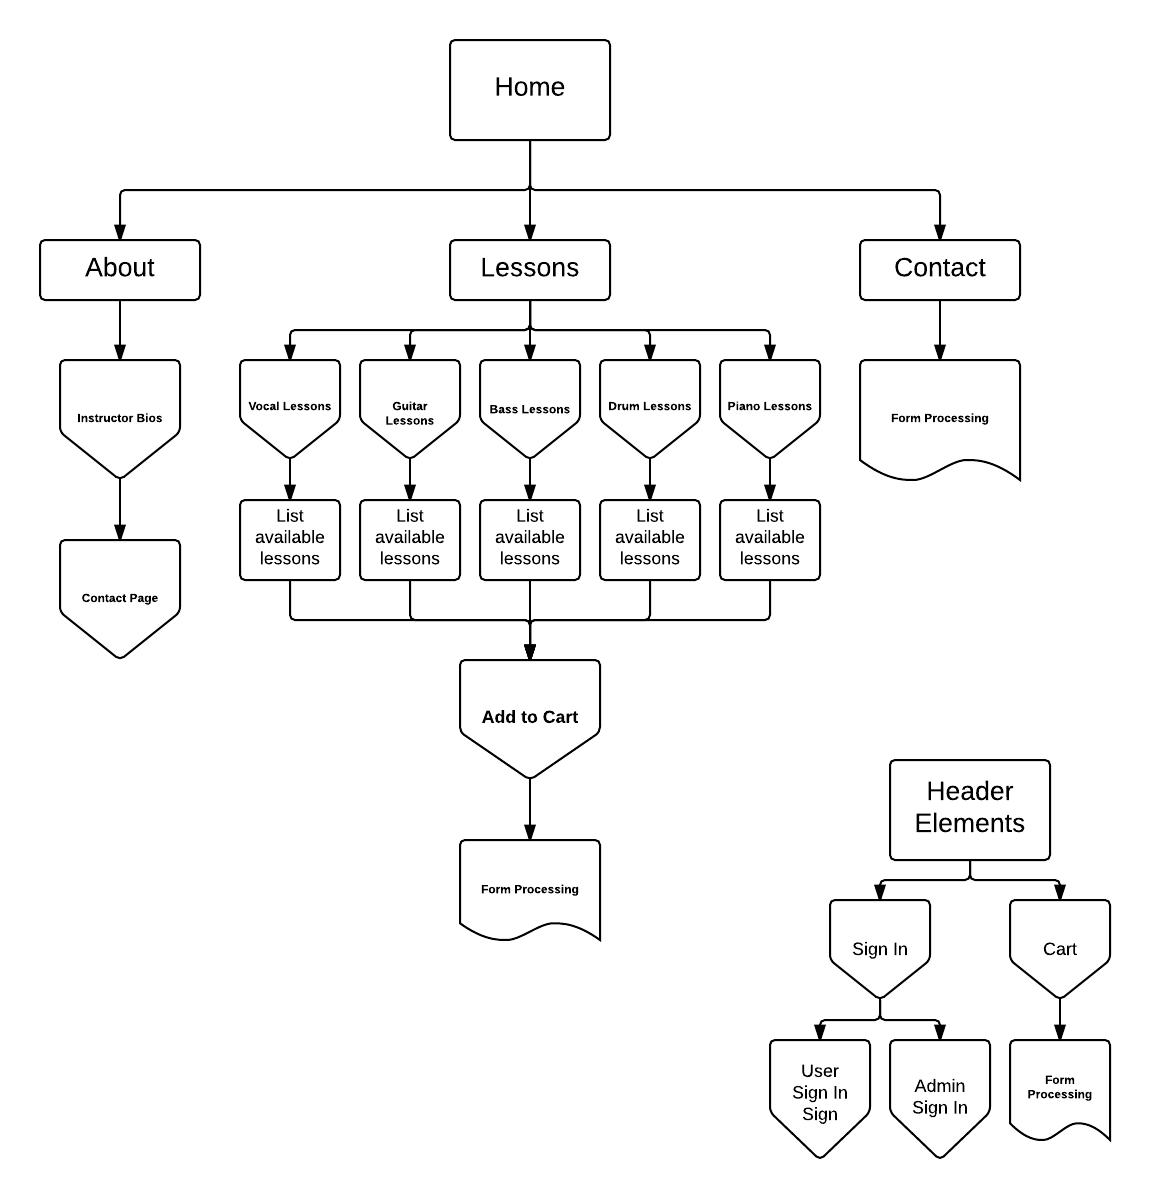 Home
About
Lessons
Contact
Instructor Bios
Vocal Lessons
Guitar
Lessons
Bass Lessons
Drum Lessons
Piano Lessons
Form Processing
List
available
lessons
List
available
lessons
List
available
lessons
List
available
lessons
List
available
lessons
Contact Page
Add to Cart
Form Processing
Header
Elements
Sign In
Cart
User
Sign In
Sign
Admin
Sign In
Form
Processing